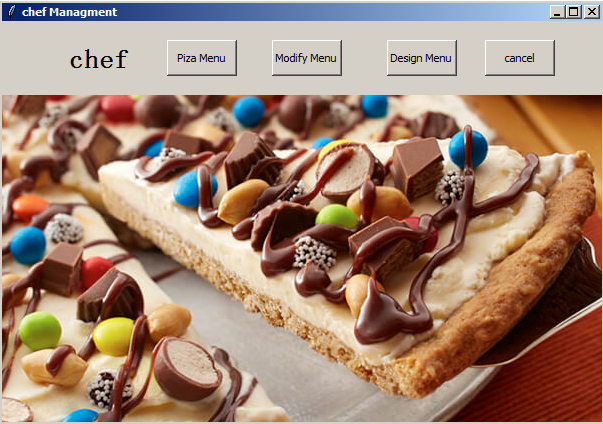 chef Managment
chef
Piza Menu
Modify Menu
Design Menu
cancel